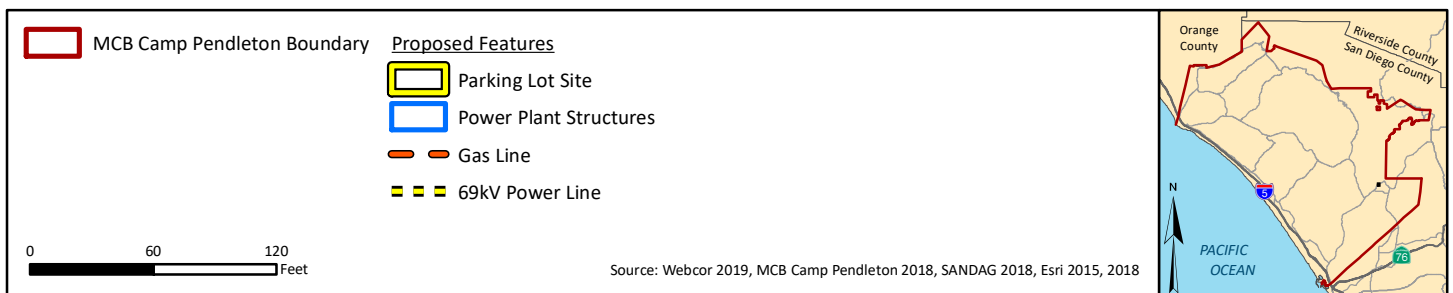 MCB Camp Pendleton Boundary
Proposed Features
Parking Lot Site
Power Plant Structures
Gas Line
69kV Power Line
0 60 120
Feet
Source: Webcor 2019, MCB Camp Pendleton 2018, SANDAG 2018, Esri 2015, 2018
Orange
County
Riverside County
San Diego County
5
N
PACIFIC
OCEAN
76